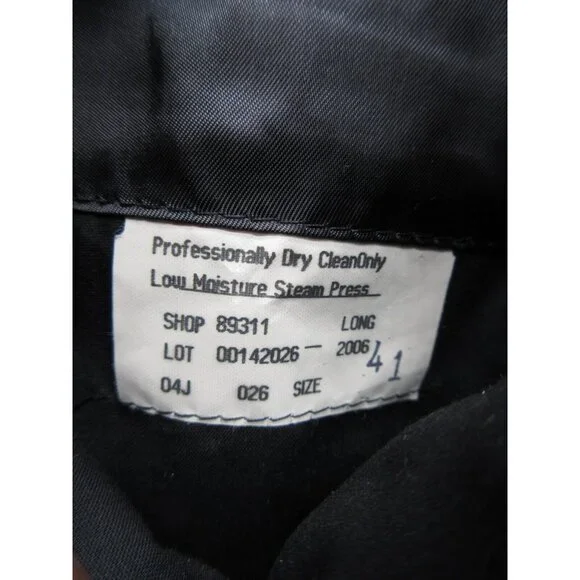 Professionally Dry CleanOnly
Low Moisture Steam Press
SHOP 89311 LONG
LOT 00142026 — 2006
04J 026 SIZE 41